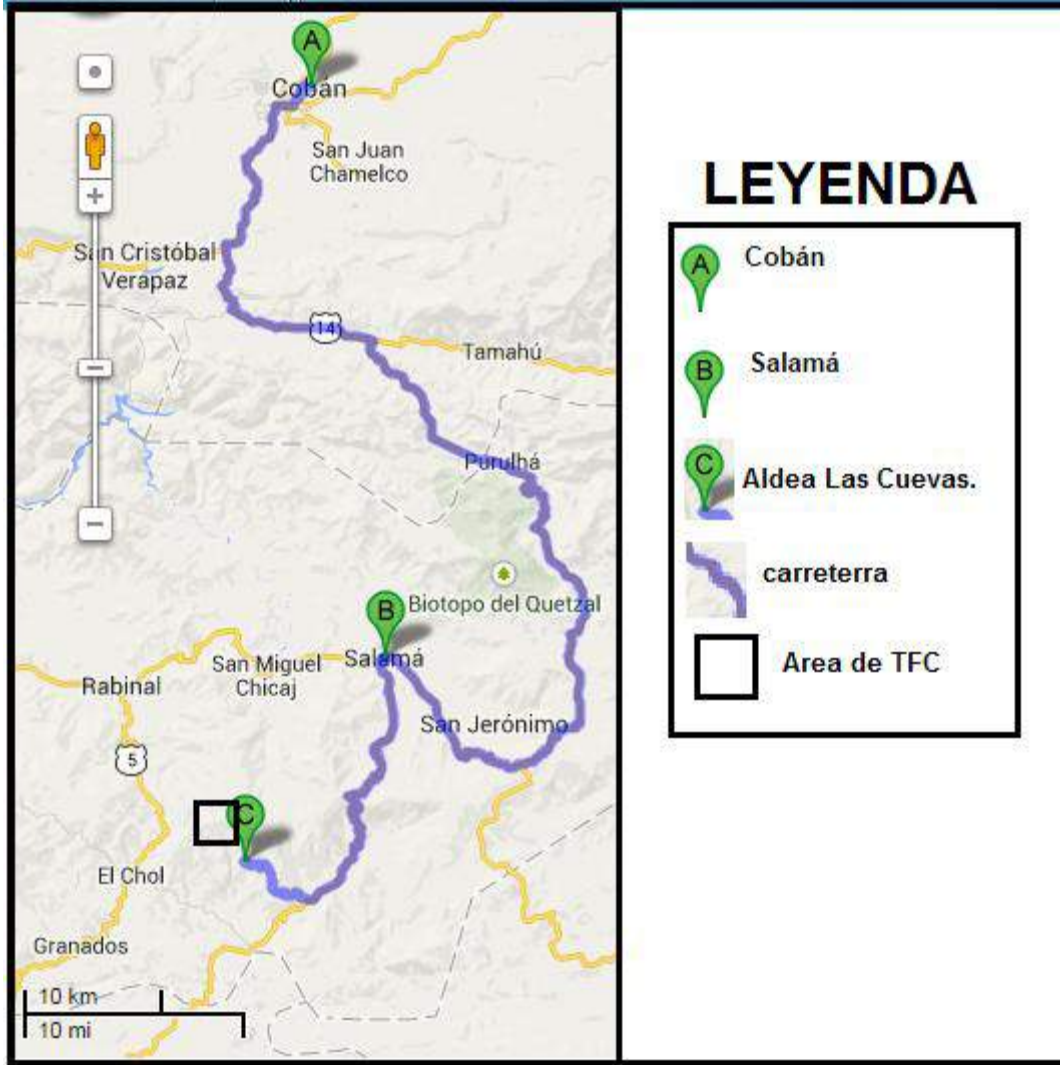 A
Cobán
San Juan
Chamelco
San Cristóbal
Verapaz
14
Tamahú
Purulhá
Biotopo del Quetzal
B
Salamá
San Miguel
Chicaj
Rabinal
San Jerónimo
5
C
El Chol
Granados
10 km
10 mi
LEYENDA
A Cobán
B Salamá
C Aldea Las Cuevas.
carreterra
Area de TFC